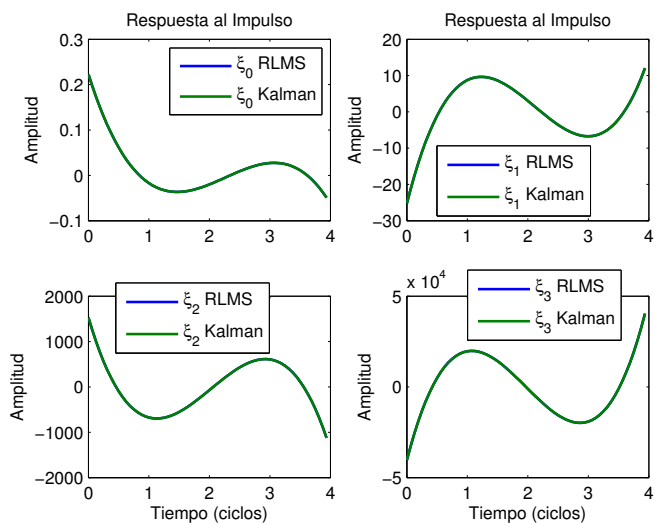 Respuesta al Impulso
0.3
0.2
0.1
0
−0.1
Amplitud
ξ0 RLMS
ξ0 Kalman
0 1 2 3 4
Respuesta al Impulso
20
10
0
−10
−20
−30
Amplitud
ξ1 RLMS
ξ1 Kalman
0 1 2 3 4
2000
1000
0
−1000
−2000
Amplitud
ξ2 RLMS
ξ2 Kalman
0 1 2 3 4
Tiempo (ciclos)
x 10^4
5
0
−5
Amplitud
ξ3 RLMS
ξ3 Kalman
0 1 2 3 4
Tiempo (ciclos)